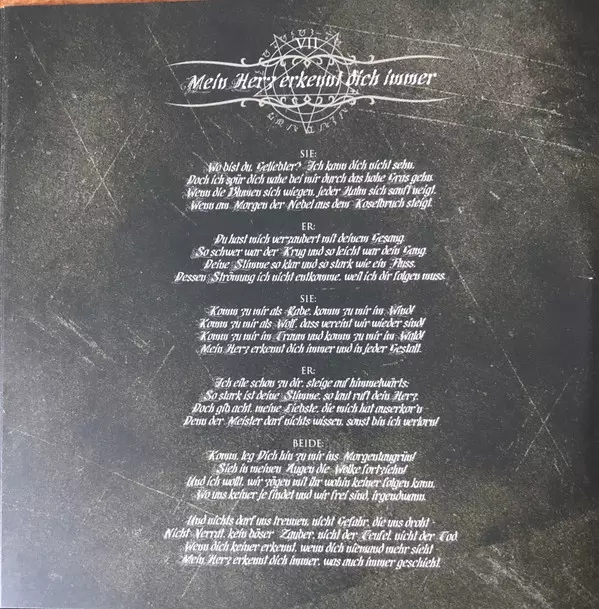 VII
Mein Herz erkennt dich immer
SIE:
Wo bist du, Geliebter? Ich kann dich nicht sehn,
Doch ich spür dich nahe bei mir durch das hohe Gras gehn.
Wenn die Blumen sich wiegen, jeder Halm sich sanft neigt,
Wenn am Morgen der Nebel aus dem Koselbruch steigt.
ER:
Du hast mich verzaubert mit deinem Gesang,
So schwer war der Krug und so leicht war dein Gang.
Deine Stimme so klar und so stark wie ein Fluss,
Dessen Strömung ich nicht entkomme, weil ich dir folgen muss.
SIE:
Komm zu mir als Rabe, komm zu mir im Wind!
Komm zu mir als Wolf, dass vereint wir wieder sind!
Komm zu mir im Traum und komm zu mir im Wald!
Mein Herz erkennt dich immer und in jeder Gestalt.
ER:
Ich eile schon zu dir, steige auf himmelwärts;
So stark ist deine Stimme, so laut ruft dein Herz.
Doch gib acht, meine Liebste, die mich hat auserkor'n
Denn der Meister darf nichts wissen, sonst bin ich verlorn!
BEIDE:
Komm, leg Dich hin zu mir ins Morgentaugrün!
Sieh in meinen Augen die Wolke fortziehn!
Und ich wollt, wir zögen mit ihr wohin keiner folgen kann,
Wo uns keiner je findet und wir frei sind, irgendwann.
Und nichts darf uns trennen, nicht Gefahr, die uns droht
Nicht Verrat, kein böser Zauber, nicht der Teufel, nicht der Tod.
Wenn dich keiner erkennt, wenn dich niemand mehr sieht
Mein Herz erkennt dich immer, was auch immer geschieht.